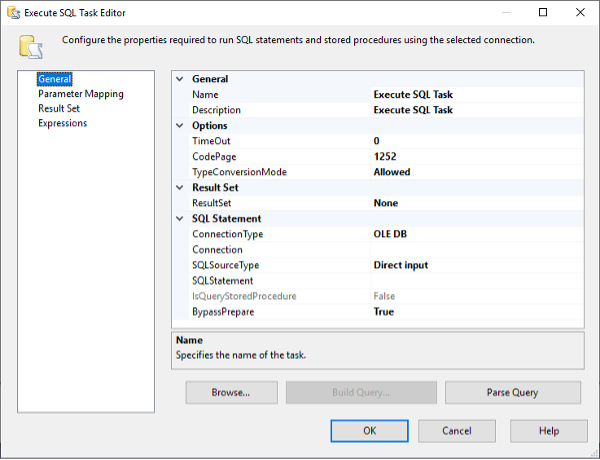 Execute SQL Task Editor
Configure the properties required to run SQL statements and stored procedures using the selected connection.
General
Parameter Mapping
Result Set
Expressions
General
Name Execute SQL Task
Description Execute SQL Task
Options
TimeOut 0
CodePage 1252
TypeConversionMode Allowed
Result Set
ResultSet None
SQL Statement
ConnectionType OLE DB
Connection
SQLSourceType Direct input
SQLStatement
IsQueryStoredProcedure False
BypassPrepare True
Name
Specifies the name of the task.
Browse... Build Query... Parse Query
OK Cancel Help